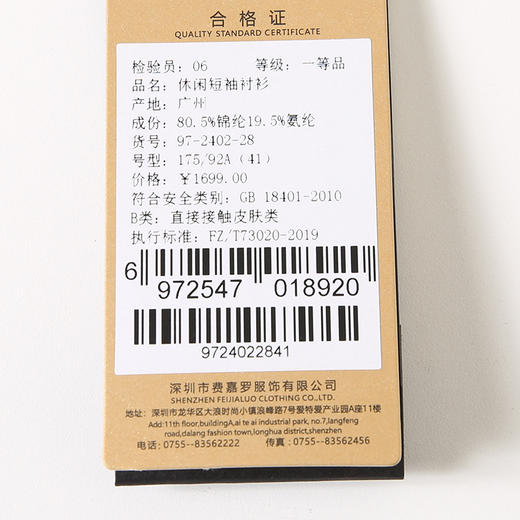 合格证
QUALITY STANDARD CERTIFICATE
检验员: 06 等级: 一等品
品名: 休闲短袖衬衫
产地: 广州
成份: 80.5%锦纶19.5%氨纶
货号: 97-2402-28
号型: 175/92A (41)
价格: ¥1699.00
符合安全类别: GB 18401-2010
B类: 直接接触皮肤类
执行标准: FZ/T73020-2019
6 972547 018920
9724022841
深圳市费嘉罗服饰有限公司
SHENZHEN FEIJIALUO CLOTHING CO.,LTD.
地址: 深圳市龙华区大浪时尚小镇浪峰路7号爱特爱产业园A座11楼
Add:11th floor,buildingA,ai te ai industrial park, no.7,langfeng
road,dalang fashion town,longhua district,shenzhen
电话: 0755--83562222 传真: 0755--83562456